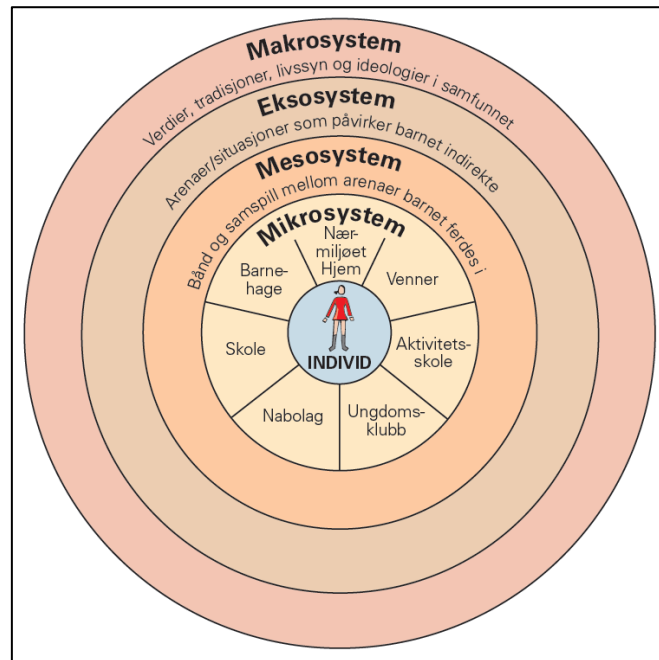 Makrosystem
Verdier, tradisjoner, livssyn og ideologier i samfunnet
Eksosystem
Arenaer/situasjoner som påvirker barnet indirekte
Mesosystem
Bånd og samspill mellom arenaer barnet ferdes i
Mikrosystem
Nær-
miljøet
Hjem
Barne-
hage
Venner
Skole
Aktivitets-
skole
INDIVID
Nabolag
Ungdoms-
klubb